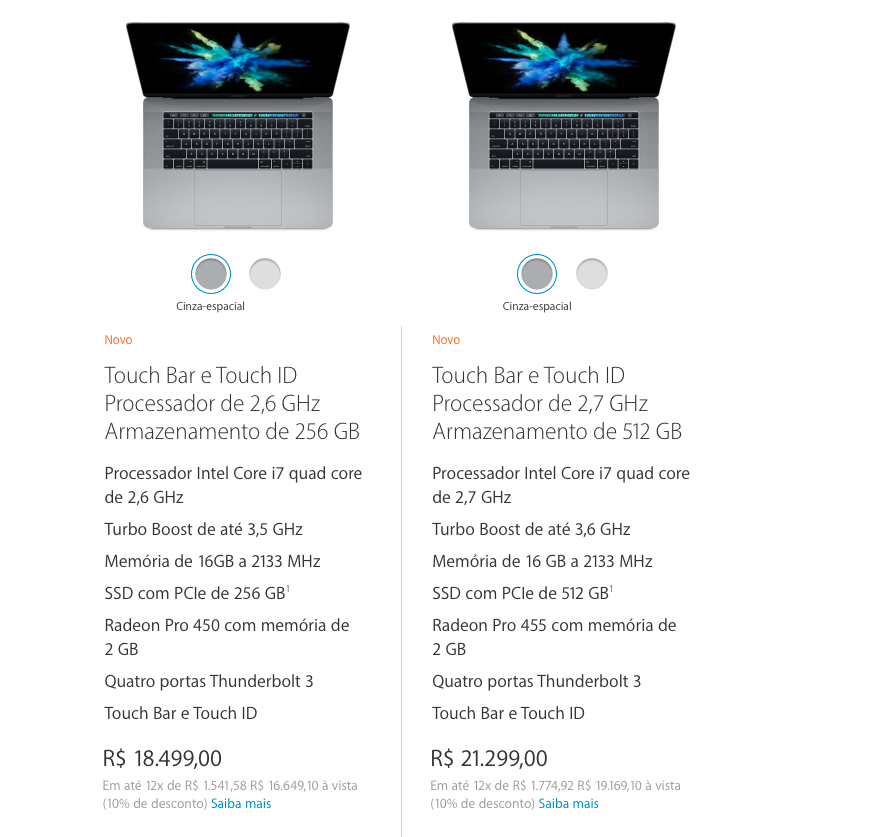 Cinza-espacial
Novo
Touch Bar e Touch ID
Processador de 2,6 GHz
Armazenamento de 256 GB
Processador Intel Core i7 quad core
de 2,6 GHz
Turbo Boost de até 3,5 GHz
Memória de 16GB a 2133 MHz
SSD com PCIe de 256 GB¹
Radeon Pro 450 com memória de
2 GB
Quatro portas Thunderbolt 3
Touch Bar e Touch ID
R$ 18.499,00
Em até 12x de R$ 1.541,58 R$ 16.649,10 à vista
(10% de desconto) Saiba mais
Cinza-espacial
Novo
Touch Bar e Touch ID
Processador de 2,7 GHz
Armazenamento de 512 GB
Processador Intel Core i7 quad core
de 2,7 GHz
Turbo Boost de até 3,6 GHz
Memória de 16 GB a 2133 MHz
SSD com PCIe de 512 GB¹
Radeon Pro 455 com memória de
2 GB
Quatro portas Thunderbolt 3
Touch Bar e Touch ID
R$ 21.299,00
Em até 12x de R$ 1.774,92 R$ 19.169,10 à vista
(10% de desconto) Saiba mais